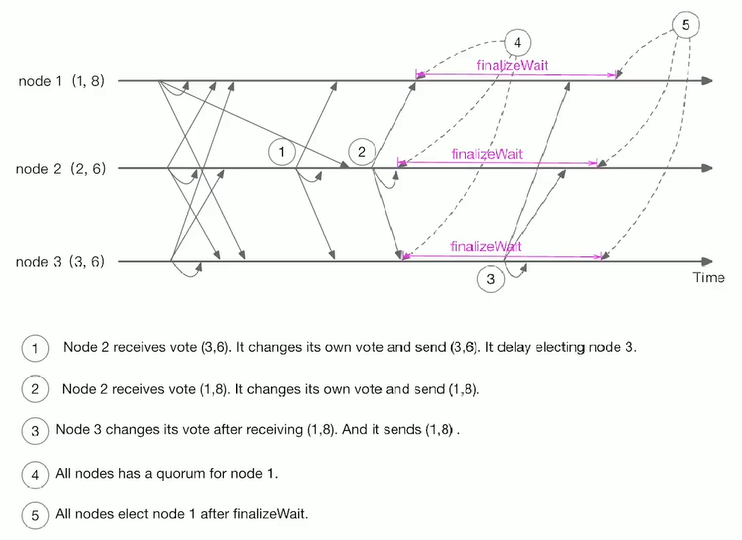 5
4
finalizeWait
node 1 (1, 8)
1
2
finalizeWait
node 2 (2, 6)
finalizeWait
node 3 (3, 6)
3
Time
1 Node 2 receives vote (3,6). It changes its own vote and send (3,6). It delay electing node 3.
2 Node 2 receives vote (1,8). It changes its own vote and send (1,8).
3 Node 3 changes its vote after receiving (1,8). And it sends (1,8) .
4 All nodes has a quorum for node 1.
5 All nodes elect node 1 after finalizeWait.